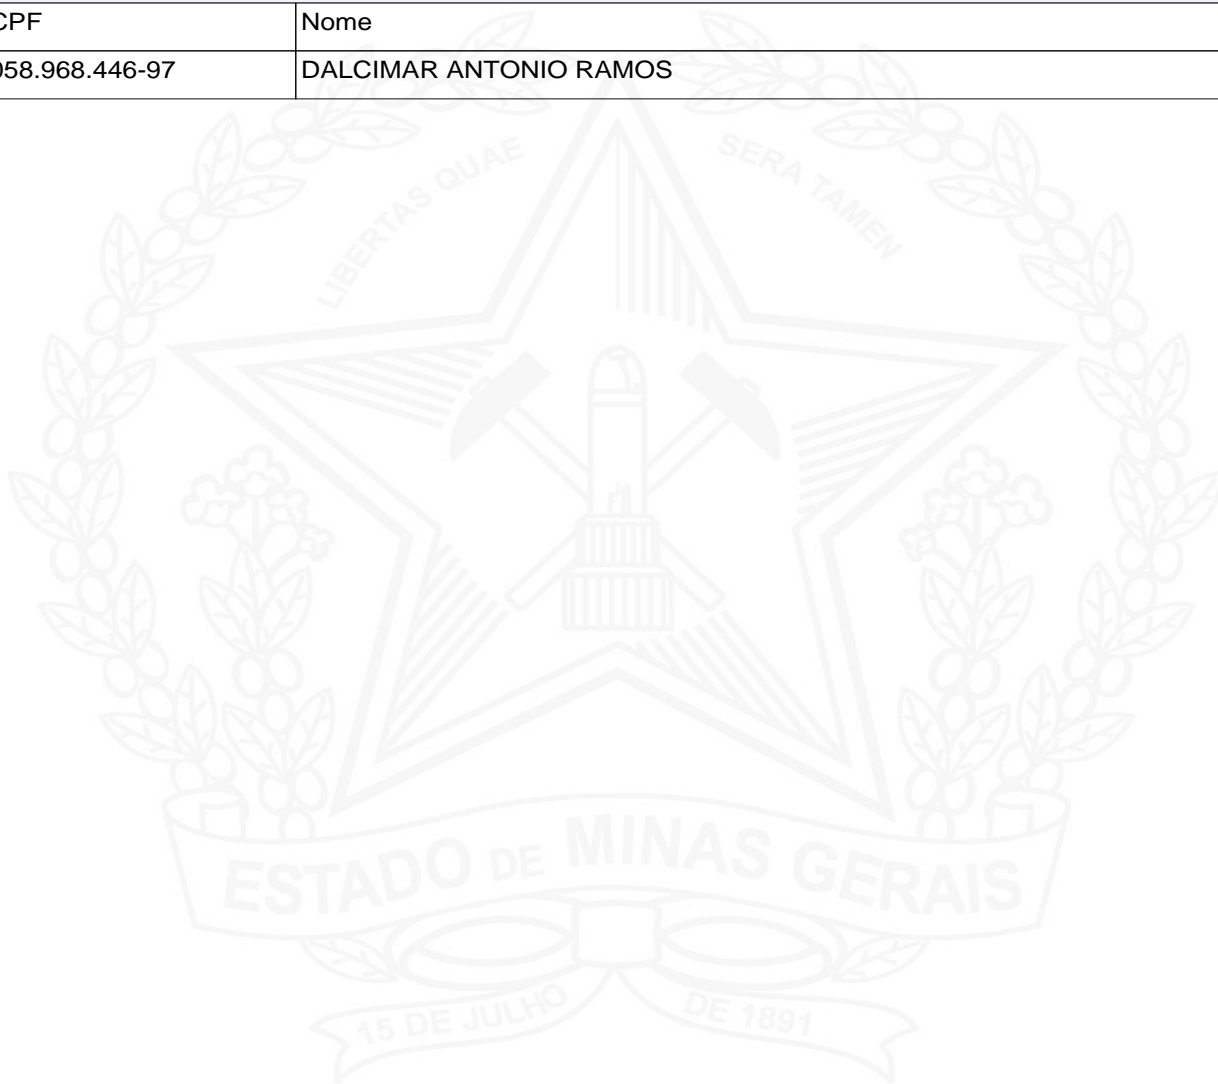 CPF Nome
058.968.446-97 DALCIMAR ANTONIO RAMOS
LIBERTAS QUAE SERA TAMEN
ESTADO DE MINAS GERAIS
15 DE JULHO DE 1891